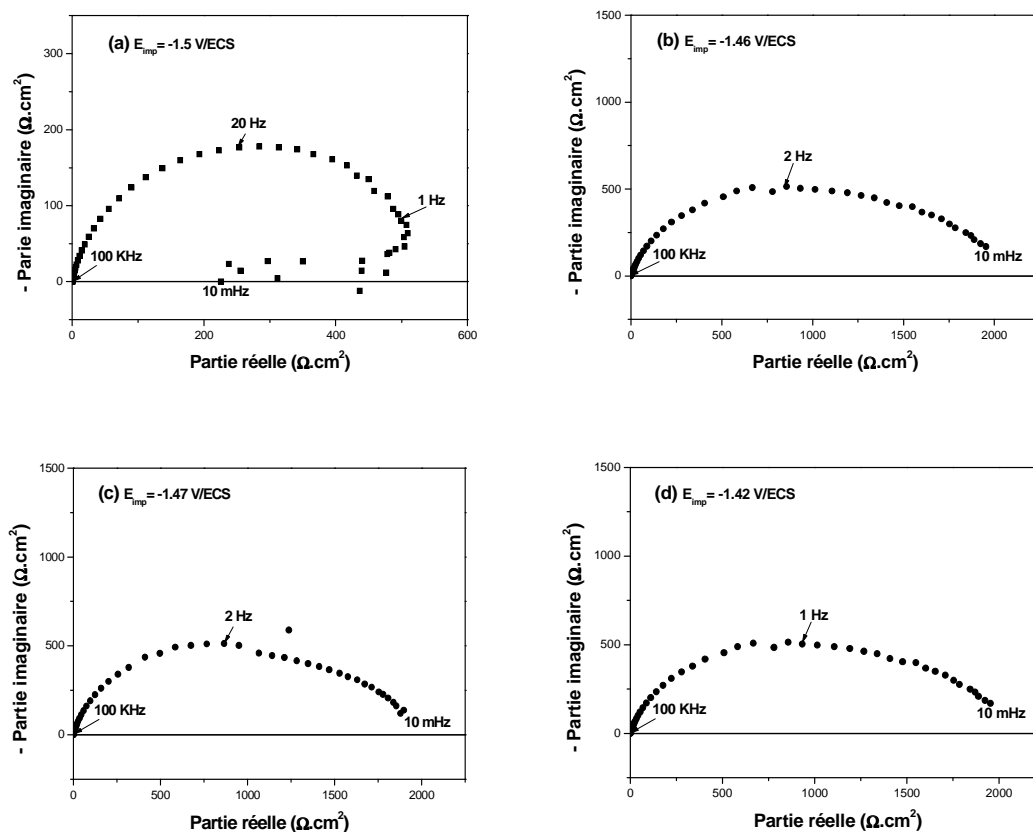 (a) E_imp= -1.5 V/ECS
- Partie imaginaire (Ω.cm²)
300
200
100
0
20 Hz
1 Hz
100 KHz
10 mHz
0 200 400 600
Partie réelle (Ω.cm²)
(b) E_imp= -1.46 V/ECS
- Partie imaginaire (Ω.cm²)
1500
1000
500
0
2 Hz
100 KHz
10 mHz
0 500 1000 1500 2000
Partie réelle (Ω.cm²)
(c) E_imp= -1.47 V/ECS
- Partie imaginaire (Ω.cm²)
1500
1000
500
0
2 Hz
100 KHz
10 mHz
0 500 1000 1500 2000
Partie réelle (Ω.cm²)
(d) E_imp= -1.42 V/ECS
- Partie imaginaire (Ω.cm²)
1500
1000
500
0
1 Hz
100 KHz
10 mHz
0 500 1000 1500 2000
Partie réelle (Ω.cm²)